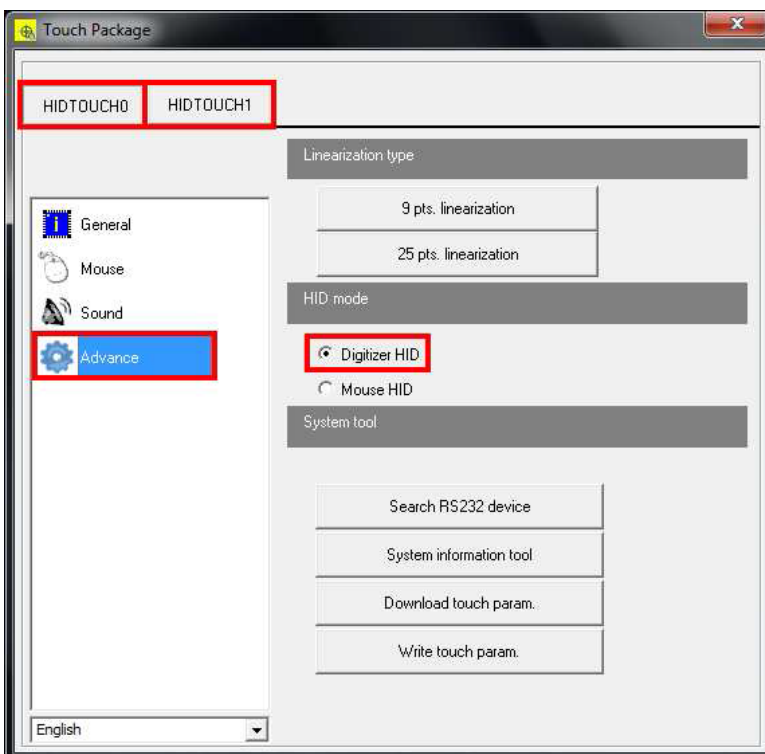 Touch Package
HIDTOUCH0
HIDTOUCH1
Linearization type
9 pts. linearization
25 pts. linearization
General
Mouse
Sound
Advance
HID mode
Digitizer HID
Mouse HID
System tool
Search RS232 device
System information tool
Download touch param.
Write touch param.
English